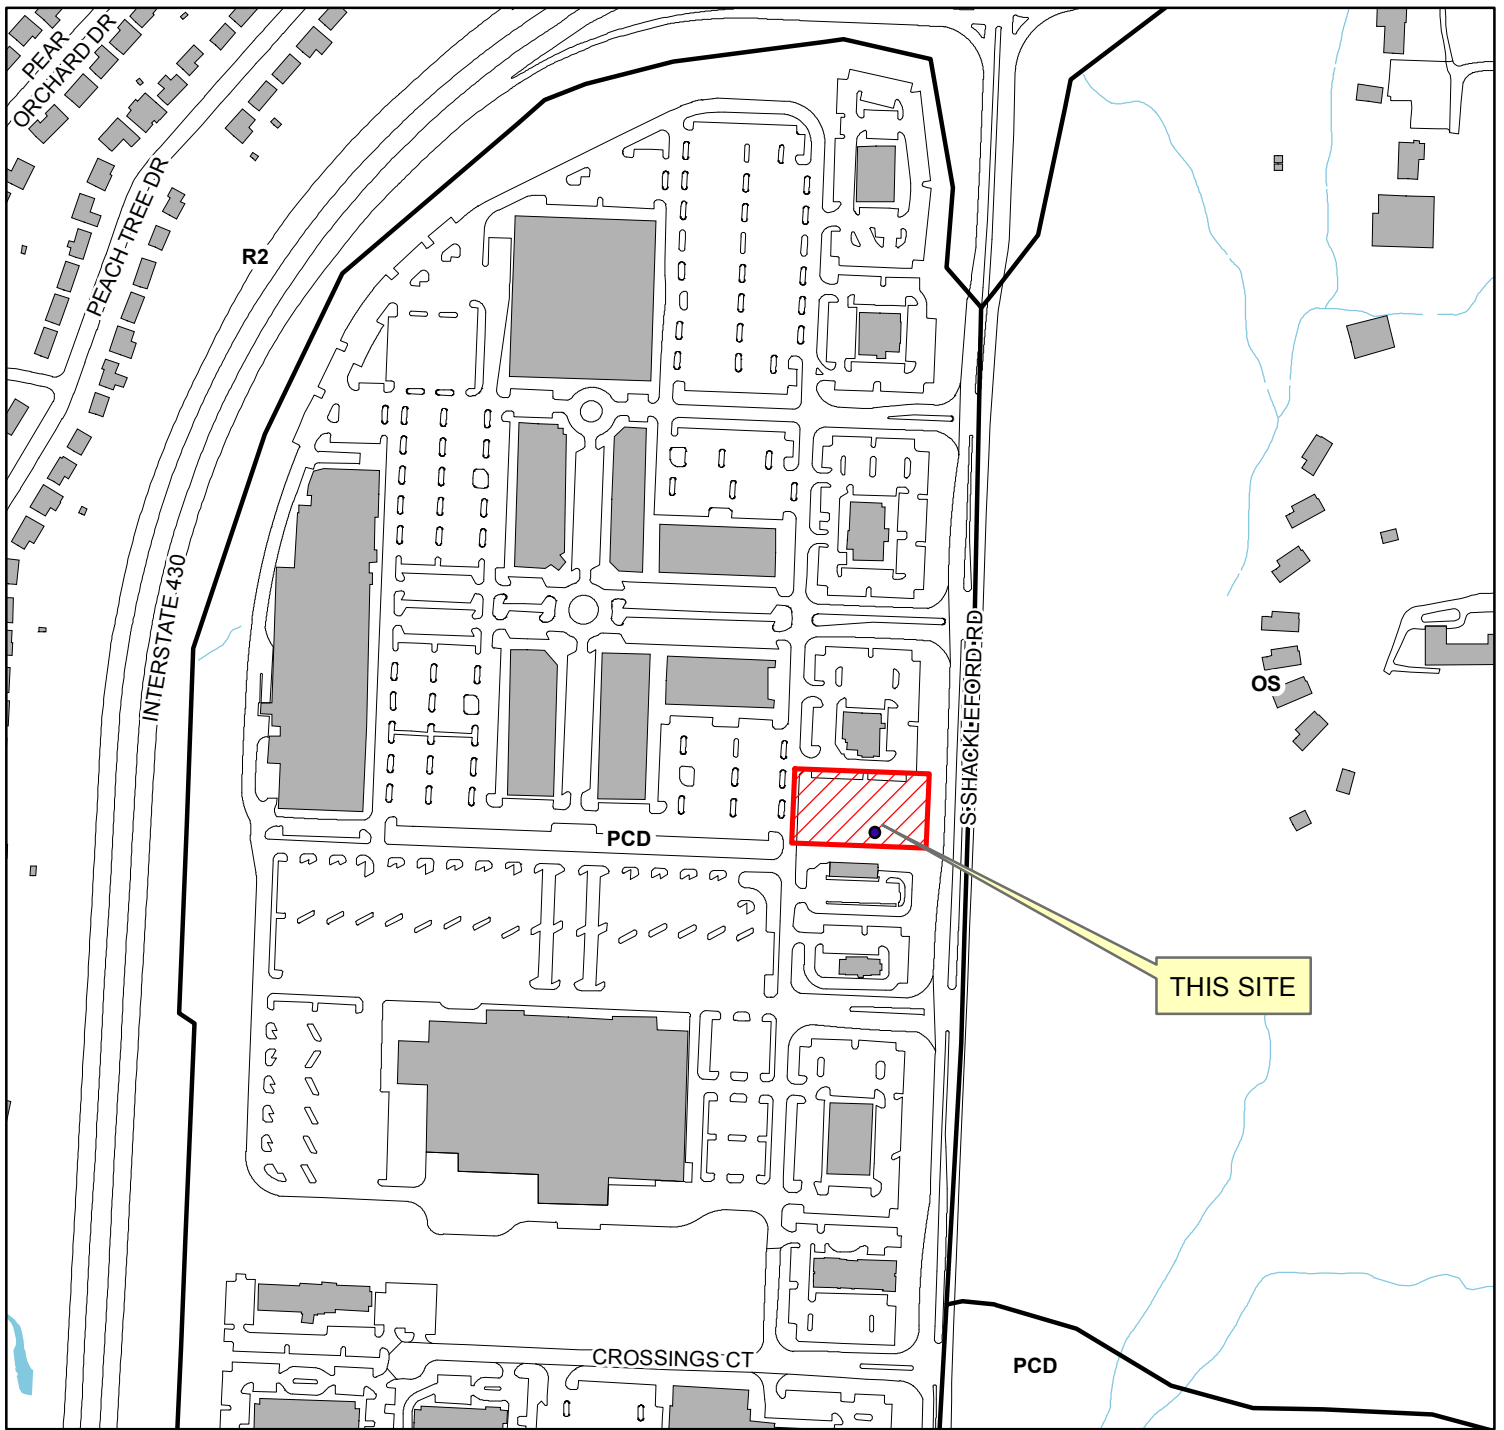 PEAR
ORCHARD DR
PEACH TREE DR
R2
INTERSTATE 430
S SHACKLEFORD RD
OS
PCD
THIS SITE
CROSSINGS CT
PCD